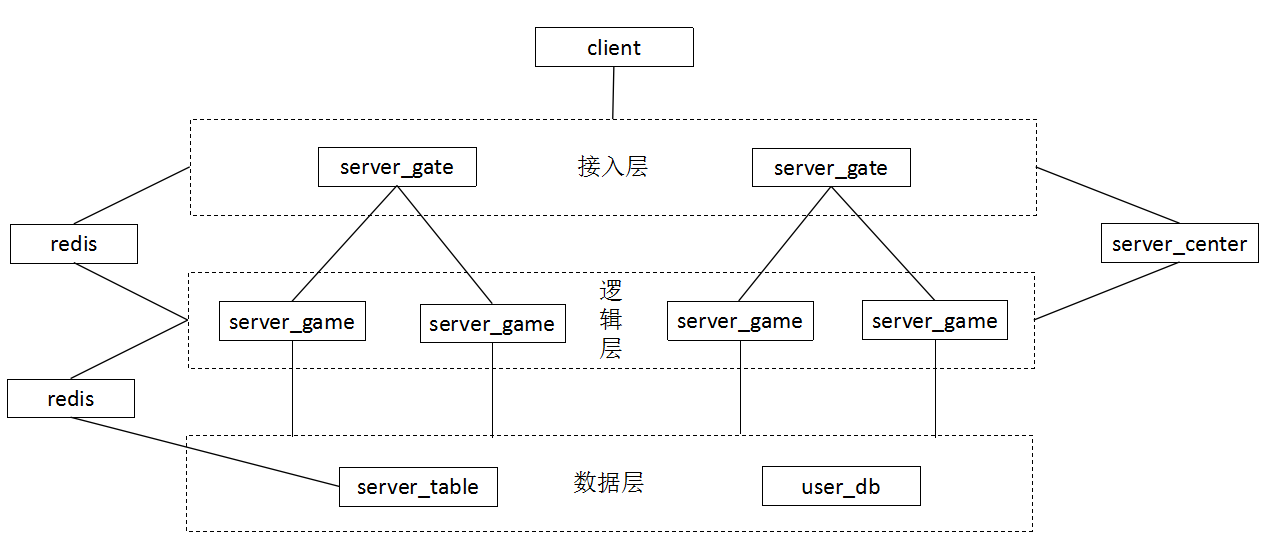 client
server_gate
接入层
server_gate
redis
server_center
server_game
server_game
逻
辑
层
server_game
server_game
redis
server_table
数据层
user_db